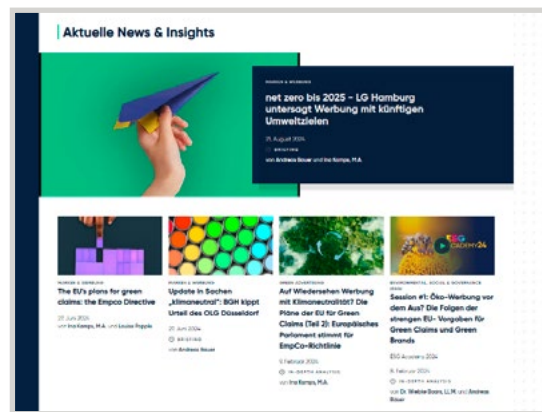 Aktuelle News & Insights
MARKEN & WERBUNG
net zero bis 2025 - LG Hamburg
untersagt Werbung mit künftigen
Umweltzielen
21. August 2024
BRIEFING
von Andreas Bauer und Ina Kamps, M.A.
MARKEN & WERBUNG
The EU's plans for green
claims: the Empco Directive
27. Juni 2024
von Ina Kamps, M.A. und Louisa
MARKEN & WERBUNG
Update in Sachen
„klimaneutral“: BGH kippt
Urteil des OLG Düsseldorf
27. Juni 2024
BRIEFING
von Andreas Bauer
GREEN ADVERTISING
Auf Wiedersehen Werbung
mit Klimaneutralität? Die
Pläne der EU für Green
Claims (Teil 2): Europäisches
Parlament stimmt für
EmpCo-Richtlinie
9. Februar 2024
IN-DEPTH ANALYSIS
von Ina Kamps, M.A.
ESG
ACADEMY24
ENVIRONMENTAL, SOCIAL & GOVERNANCE
Session #1: Öko-Werbung vor
dem Aus? Die Folgen der
strengen EU- Vorgaben für
Green Claims und Green
Brands
ESG Academy 2024
8. Februar 2024
IN-DEPTH ANALYSIS
von Dr. Wiebke Baars, LL.M. und Andreas
Bauer